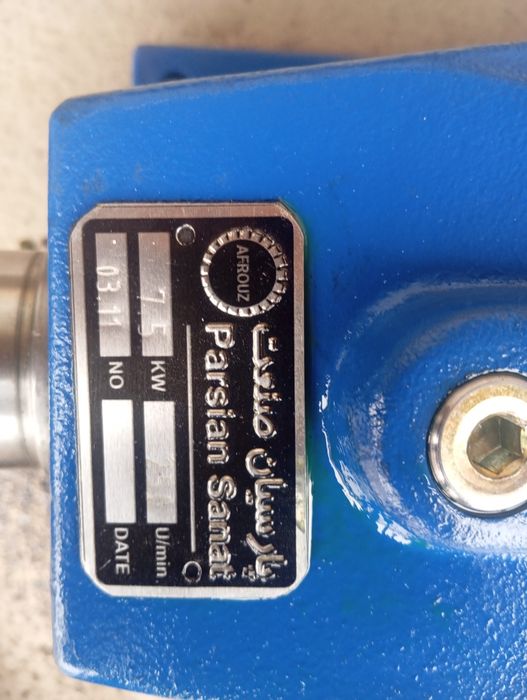 AFROUZ
پارسیان صنعت
Parsian Sanat
7.5 KW U/min.
03.11 NO DATE